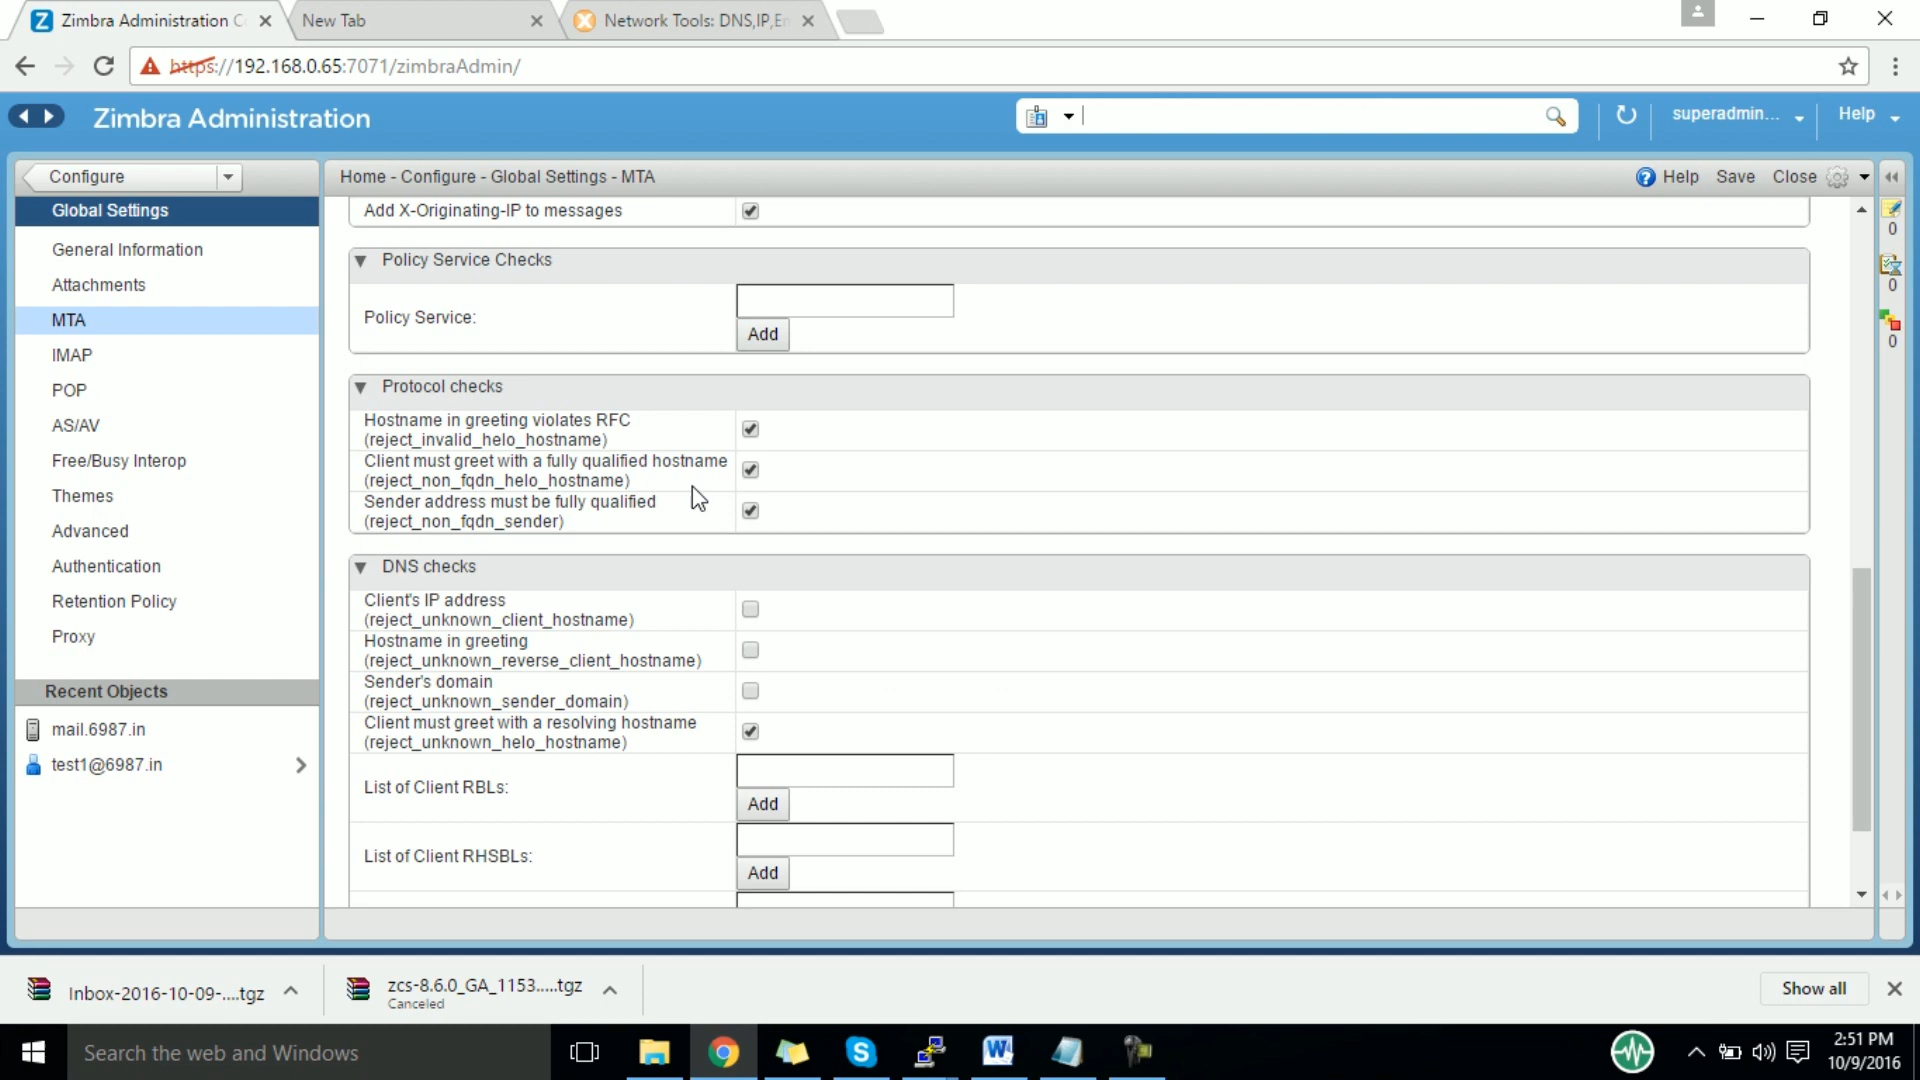 Zimbra Administration C
New Tab
Network Tools: DNS,IP,Em
https://192.168.0.65:7071/zimbraAdmin/
Zimbra Administration
superadmin...
Help
Configure
Home - Configure - Global Settings - MTA
Help
Save
Close
Global Settings
General Information
Attachments
MTA
IMAP
POP
AS/AV
Free/Busy Interop
Themes
Advanced
Authentication
Retention Policy
Proxy
Recent Objects
mail.6987.in
test1@6987.in
Add X-Originating-IP to messages
Policy Service Checks
Policy Service:
Add
Protocol checks
Hostname in greeting violates RFC
(reject_invalid_helo_hostname)
Client must greet with a fully qualified hostname
(reject_non_fqdn_helo_hostname)
Sender address must be fully qualified
(reject_non_fqdn_sender)
DNS checks
Client's IP address
(reject_unknown_client_hostname)
Hostname in greeting
(reject_unknown_reverse_client_hostname)
Sender's domain
(reject_unknown_sender_domain)
Client must greet with a resolving hostname
(reject_unknown_helo_hostname)
List of Client RBLs:
Add
List of Client RHSBLs:
Add
0
0
0
Inbox-2016-10-09-....tgz
zcs-8.6.0_GA_1153.....tgz
Canceled
Show all
Search the web and Windows
2:51 PM
10/9/2016